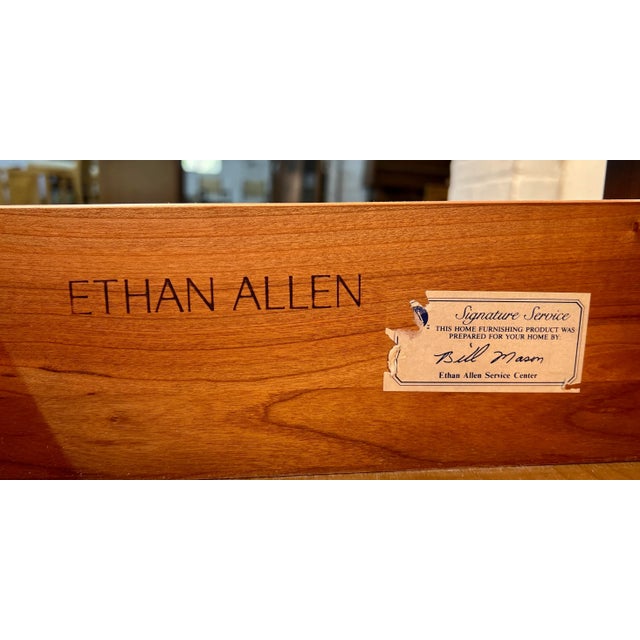 ETHAN ALLEN
Signature Service
THIS HOME FURNISHING PRODUCT WAS
PREPARED FOR YOUR HOME BY:
Bill Mason
Ethan Allen Service Center